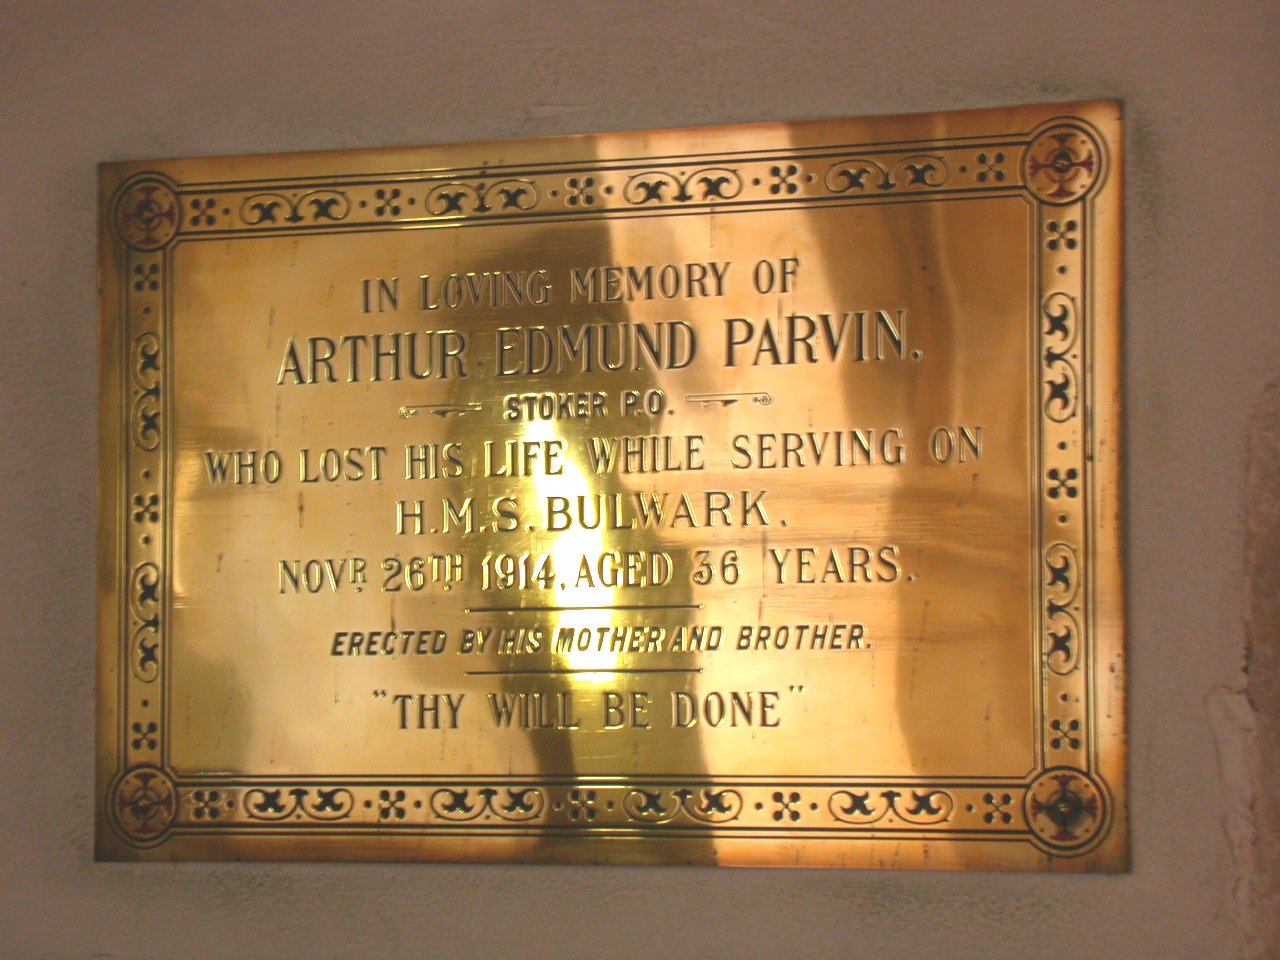 IN LOVING MEMORY OF
ARTHUR EDMUND PARVIN.
STOKER P.O.
WHO LOST HIS LIFE WHILE SERVING ON
H.M.S. BULWARK.
NOVR. 26TH. 1914, AGED 36 YEARS.
ERECTED BY HIS MOTHER AND BROTHER.
"THY WILL BE DONE"